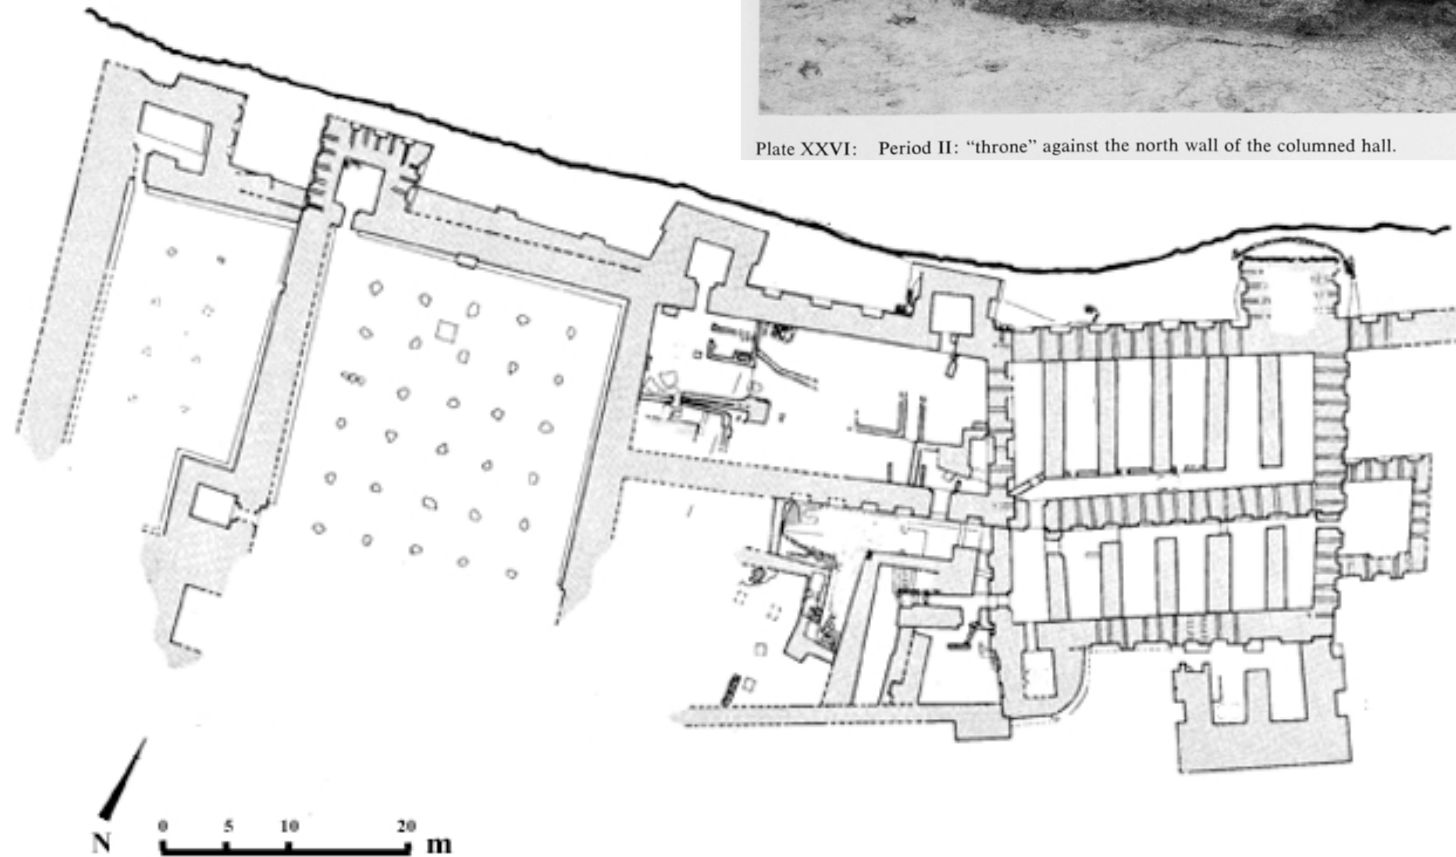 Plate XXVI: Period II: “throne” against the north wall of the columned hall.
N
0 5 10 20 m